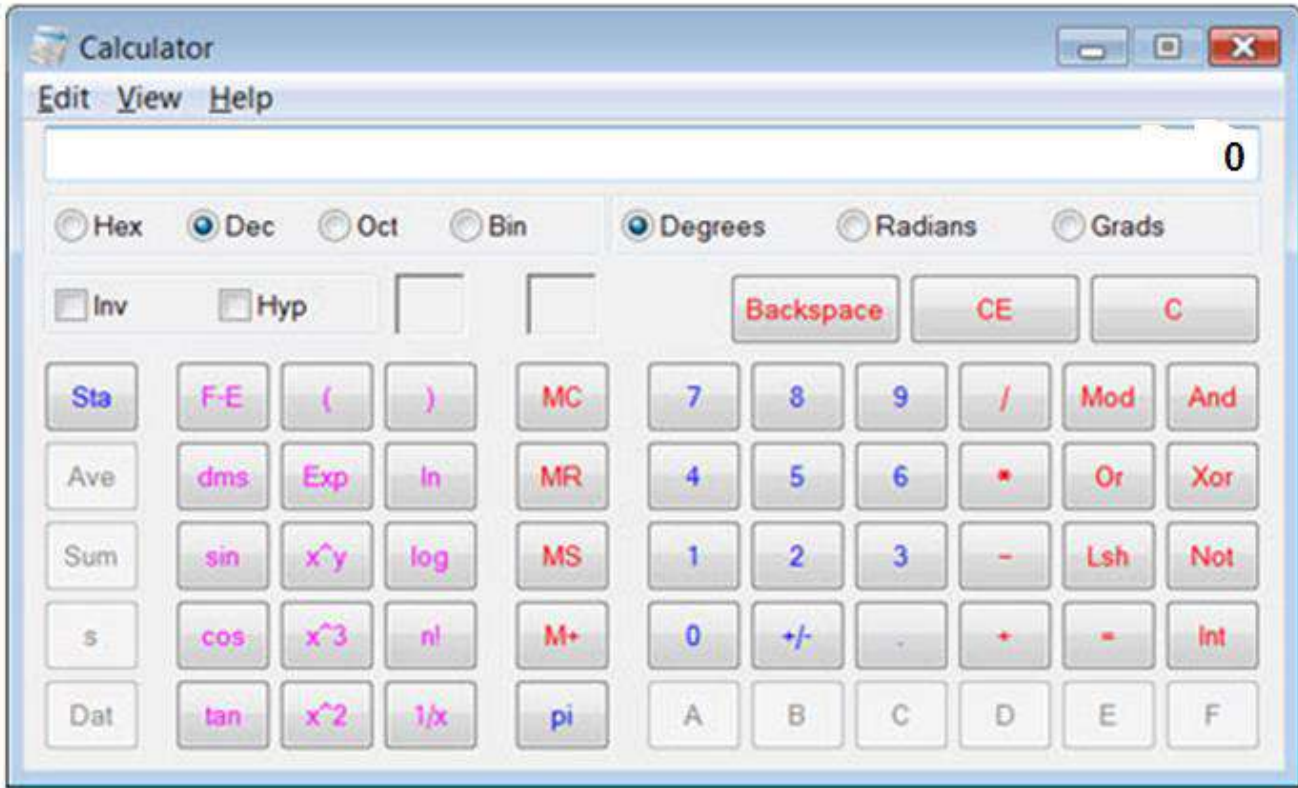 Calculator
Edit View Help
0
Hex Dec Oct Bin Degrees Radians Grads
Inv Hyp Backspace CE C
Sta F-E ( ) MC 7 8 9 / Mod And
Ave dms Exp ln MR 4 5 6 * Or Xor
Sum sin x^y log MS 1 2 3 - Lsh Not
s cos x^3 n! M+ 0 +/- . + = Int
Dat tan x^2 1/x pi A B C D E F